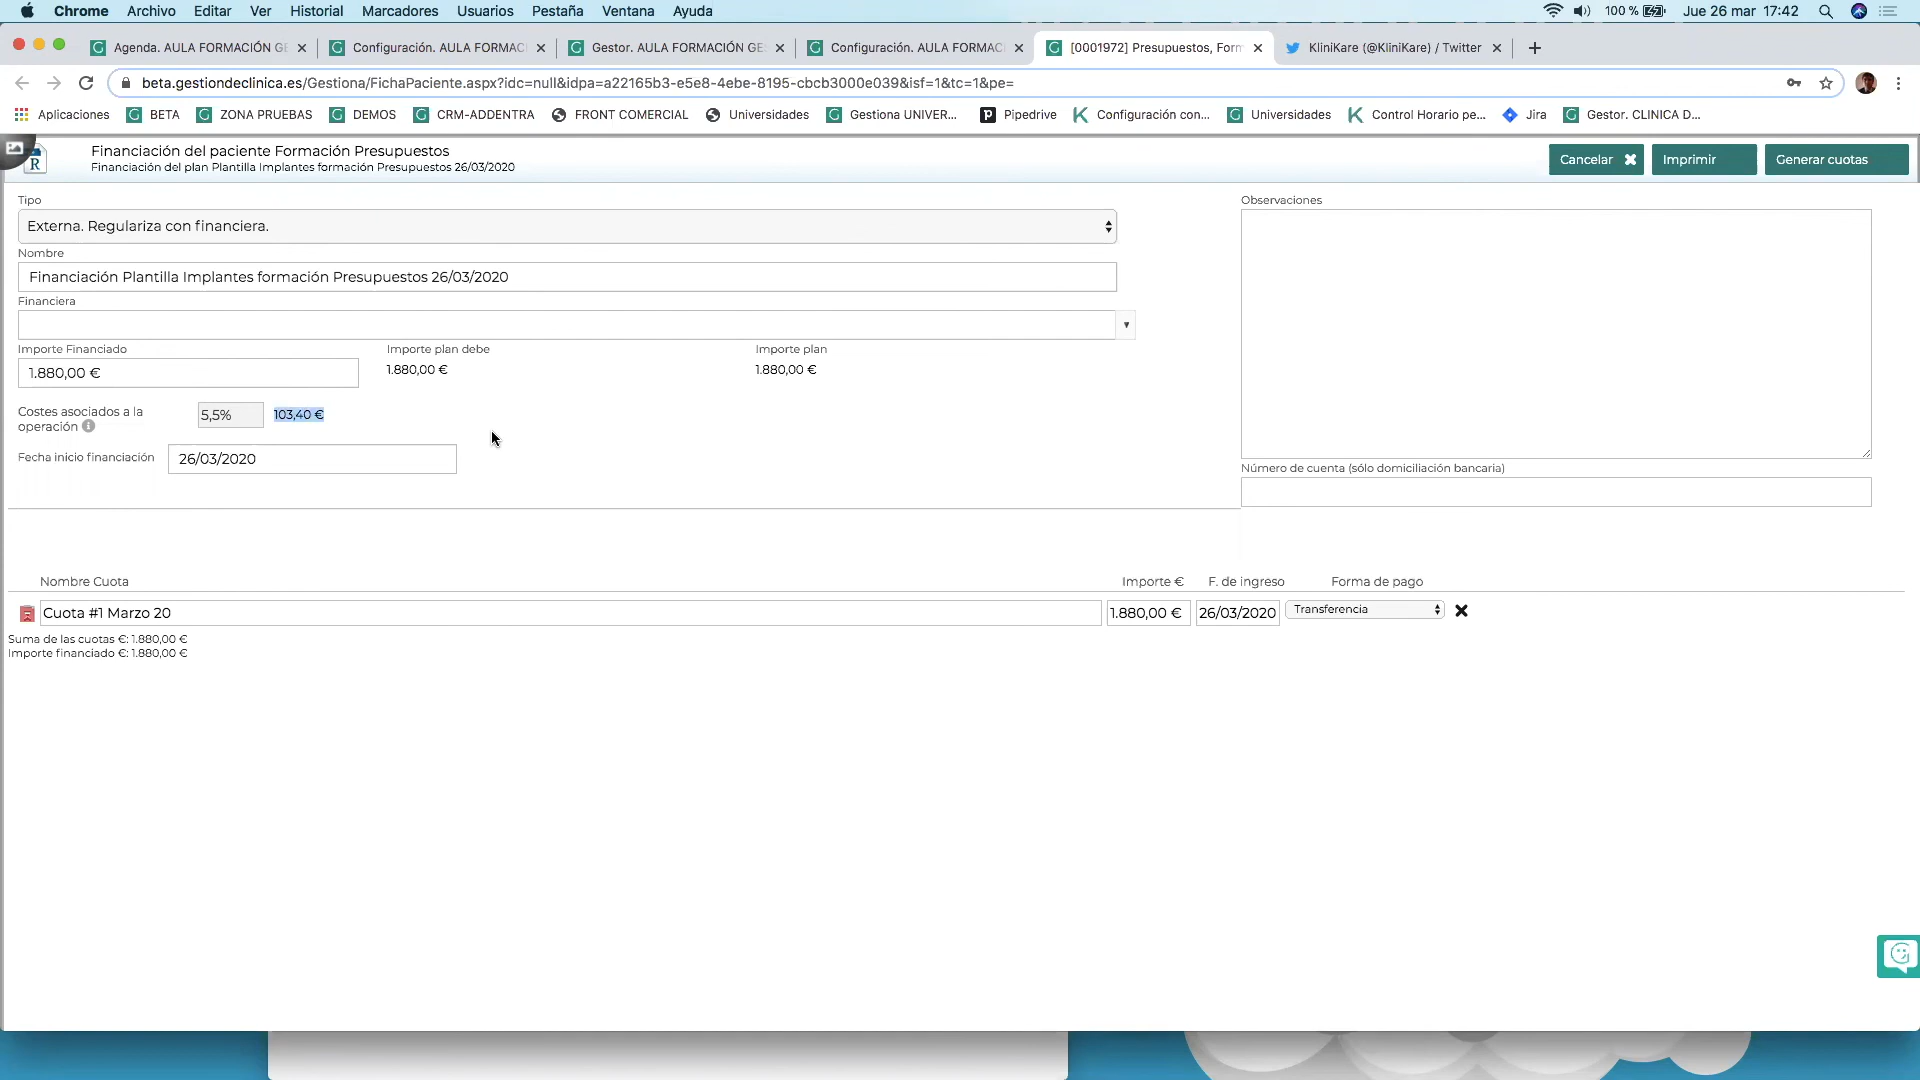 Chrome Archivo Editar Ver Historial Marcadores Usuarios Pestaña Ventana Ayuda 100 % Jue 26 mar 17:42
Agenda. AULA FORMACIÓN GE Configuración. AULA FORMAC Gestor. AULA FORMACIÓN GE Configuración. AULA FORMAC [0001972] Presupuestos, Form KliniKare (@KliniKare) / Twitter
beta.gestiondeclinica.es/Gestiona/FichaPaciente.aspx?idc=null&idpa=a22165b3-e5e8-4ebe-8195-cbcb3000e039&isf=1&tc=1&pe=
Aplicaciones BETA ZONA PRUEBAS DEMOS CRM-ADDENTRA FRONT COMERCIAL Universidades Gestiona UNIVER... Pipedrive Configuración con... Universidades Control Horario pe... Jira Gestor. CLINICA D...
Financiación del paciente Formación Presupuestos
Financiación del plan Plantilla Implantes formación Presupuestos 26/03/2020
R
Cancelar Imprimir Generar cuotas
Tipo
Externa. Regulariza con financiera.
Nombre
Financiación Plantilla Implantes formación Presupuestos 26/03/2020
Financiera
Importe Financiado Importe plan debe Importe plan
1.880,00 € 1.880,00 € 1.880,00 €
Costes asociados a la
operación
5,5% 103,40 €
Fecha inicio financiación 26/03/2020
Observaciones
Número de cuenta (sólo domiciliación bancaria)
Nombre Cuota Importe € F. de ingreso Forma de pago
Cuota #1 Marzo 20 1.880,00 € 26/03/2020 Transferencia
Suma de las cuotas €: 1.880,00 €
Importe financiado €: 1.880,00 €